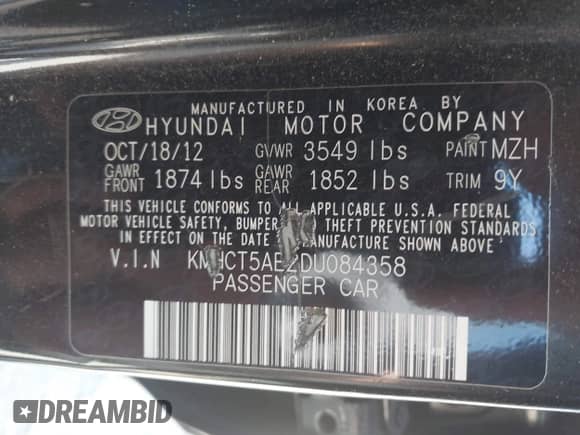 MANUFACTURED IN KOREA BY
HYUNDAI MOTOR COMPANY
OCT/18/12 GVWR 3549 lbs PAINT MZH
GAWR FRONT 1874 lbs GAWR REAR 1852 lbs TRIM 9Y
THIS VEHICLE CONFORMS TO ALL APPLICABLE U.S.A. FEDERAL
MOTOR VEHICLE SAFETY, BUMPER THEFT PREVENTION STANDARDS
IN EFFECT ON THE DATE OF MANUFACTURE SHOWN ABOVE.
V.I.N KMHCT5AE2DU084358
PASSENGER CAR
DREAMBID